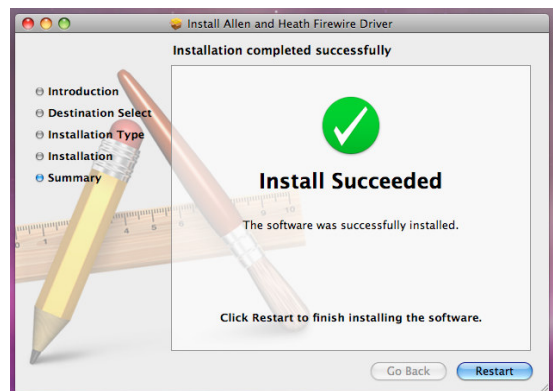 Install Allen and Heath Firewire Driver
Installation completed successfully
Introduction
Destination Select
Installation Type
Installation
Summary
Install Succeeded
The software was successfully installed.
Click Restart to finish installing the software.
Go Back
Restart